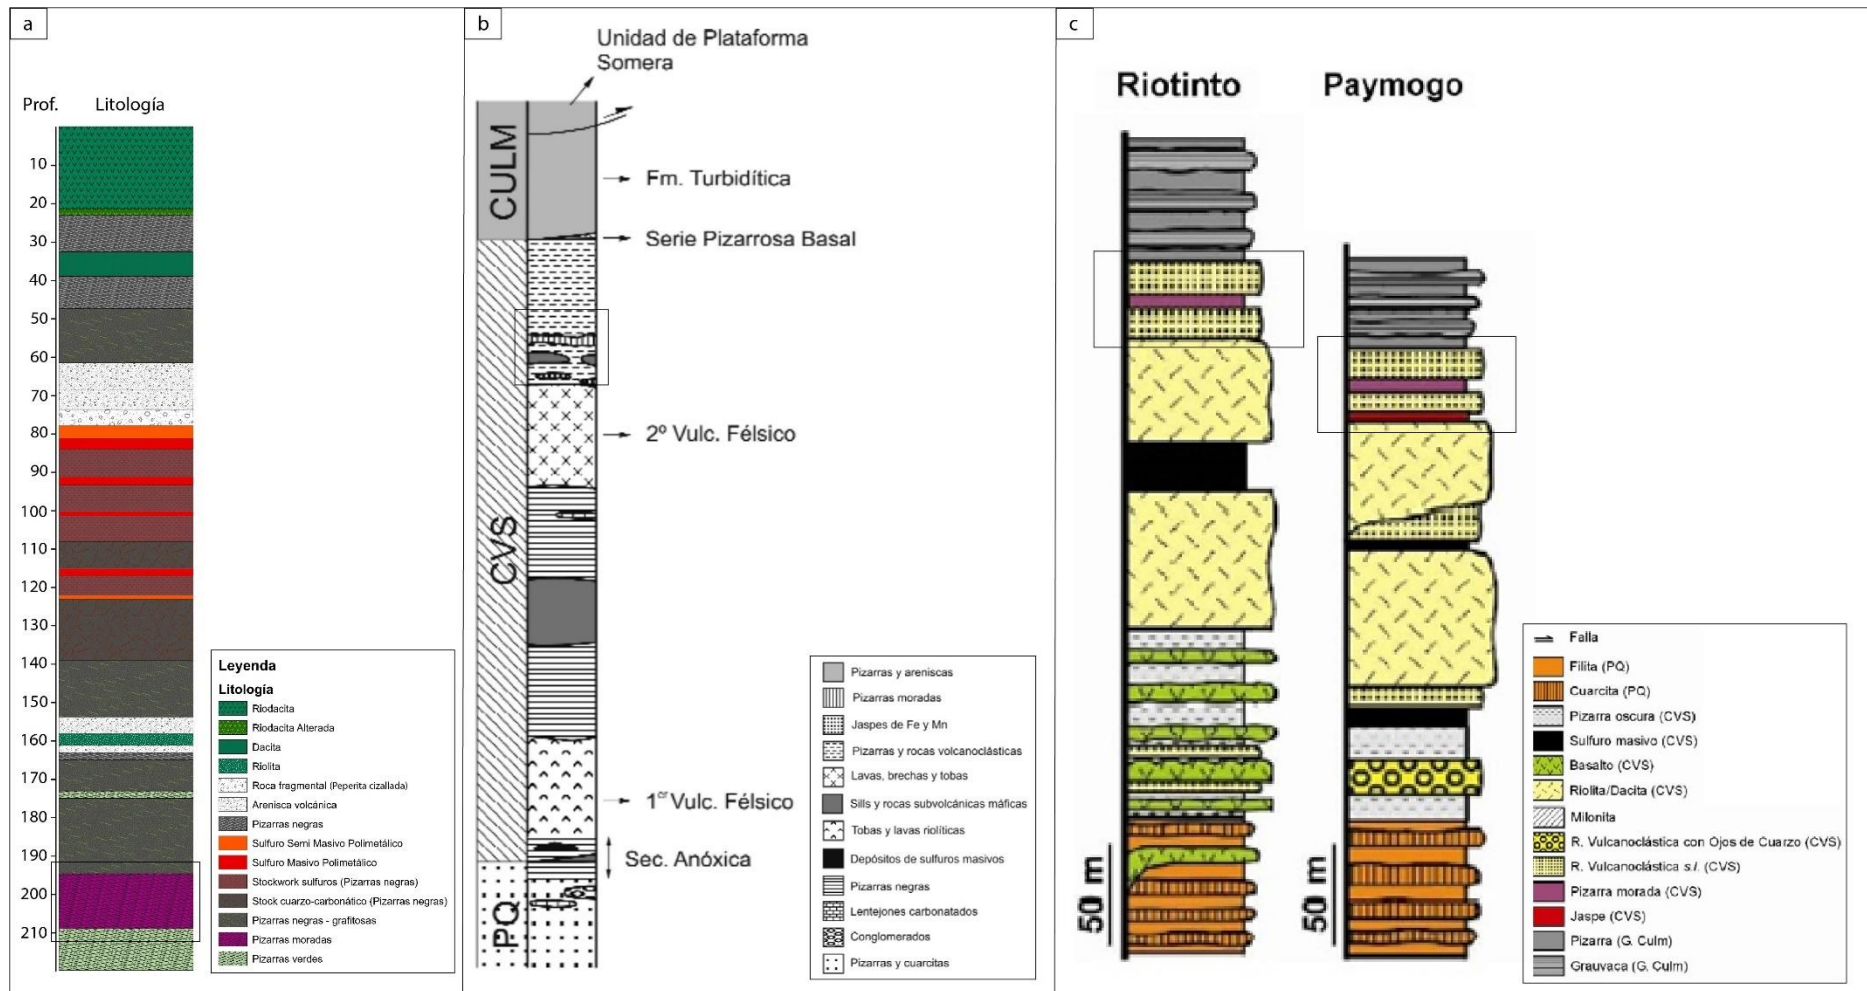 a
Prof.
Litología
10
20
30
40
50
60
70
80
90
100
110
120
130
140
150
160
170
180
190
200
210
Leyenda
Litología
Riodacita
Riodacita Alterada
Dacita
Riolita
Roca fragmental (Peperita cizallada)
Arenisca volcánica
Pizarras negras
Sulfuro Semi Masivo Polimetálico
Sulfuro Masivo Polimetálico
Stockwork sulfuros (Pizarras negras)
Stock cuarzo-carbonático (Pizarras negras)
Pizarras negras - grafitosas
Pizarras moradas
Pizarras verdes
b
Unidad de Plataforma
Somera
CULM
Fm. Turbidítica
Serie Pizarrosa Basal
CVS
2º Vulc. Félsico
1er Vulc. Félsico
Sec. Anóxica
PQ
Pizarras y areniscas
Pizarras moradas
Jaspes de Fe y Mn
Pizarras y rocas volcanoclásticas
Lavas, brechas y tobas
Sills y rocas subvolcánicas máficas
Tobas y lavas riolíticas
Depósitos de sulfuros masivos
Pizarras negras
Lentejones carbonatados
Conglomerados
Pizarras y cuarcitas
c
Riotinto
Paymogo
50 m
50 m
Falla
Filita (PQ)
Cuarcita (PQ)
Pizarra oscura (CVS)
Sulfuro masivo (CVS)
Basalto (CVS)
Riolita/Dacita (CVS)
Milonita
R. Vulcanoclástica con Ojos de Cuarzo (CVS)
R. Vulcanoclástica s.l. (CVS)
Pizarra morada (CVS)
Jaspe (CVS)
Pizarra (G. Culm)
Grauvaca (G. Culm)